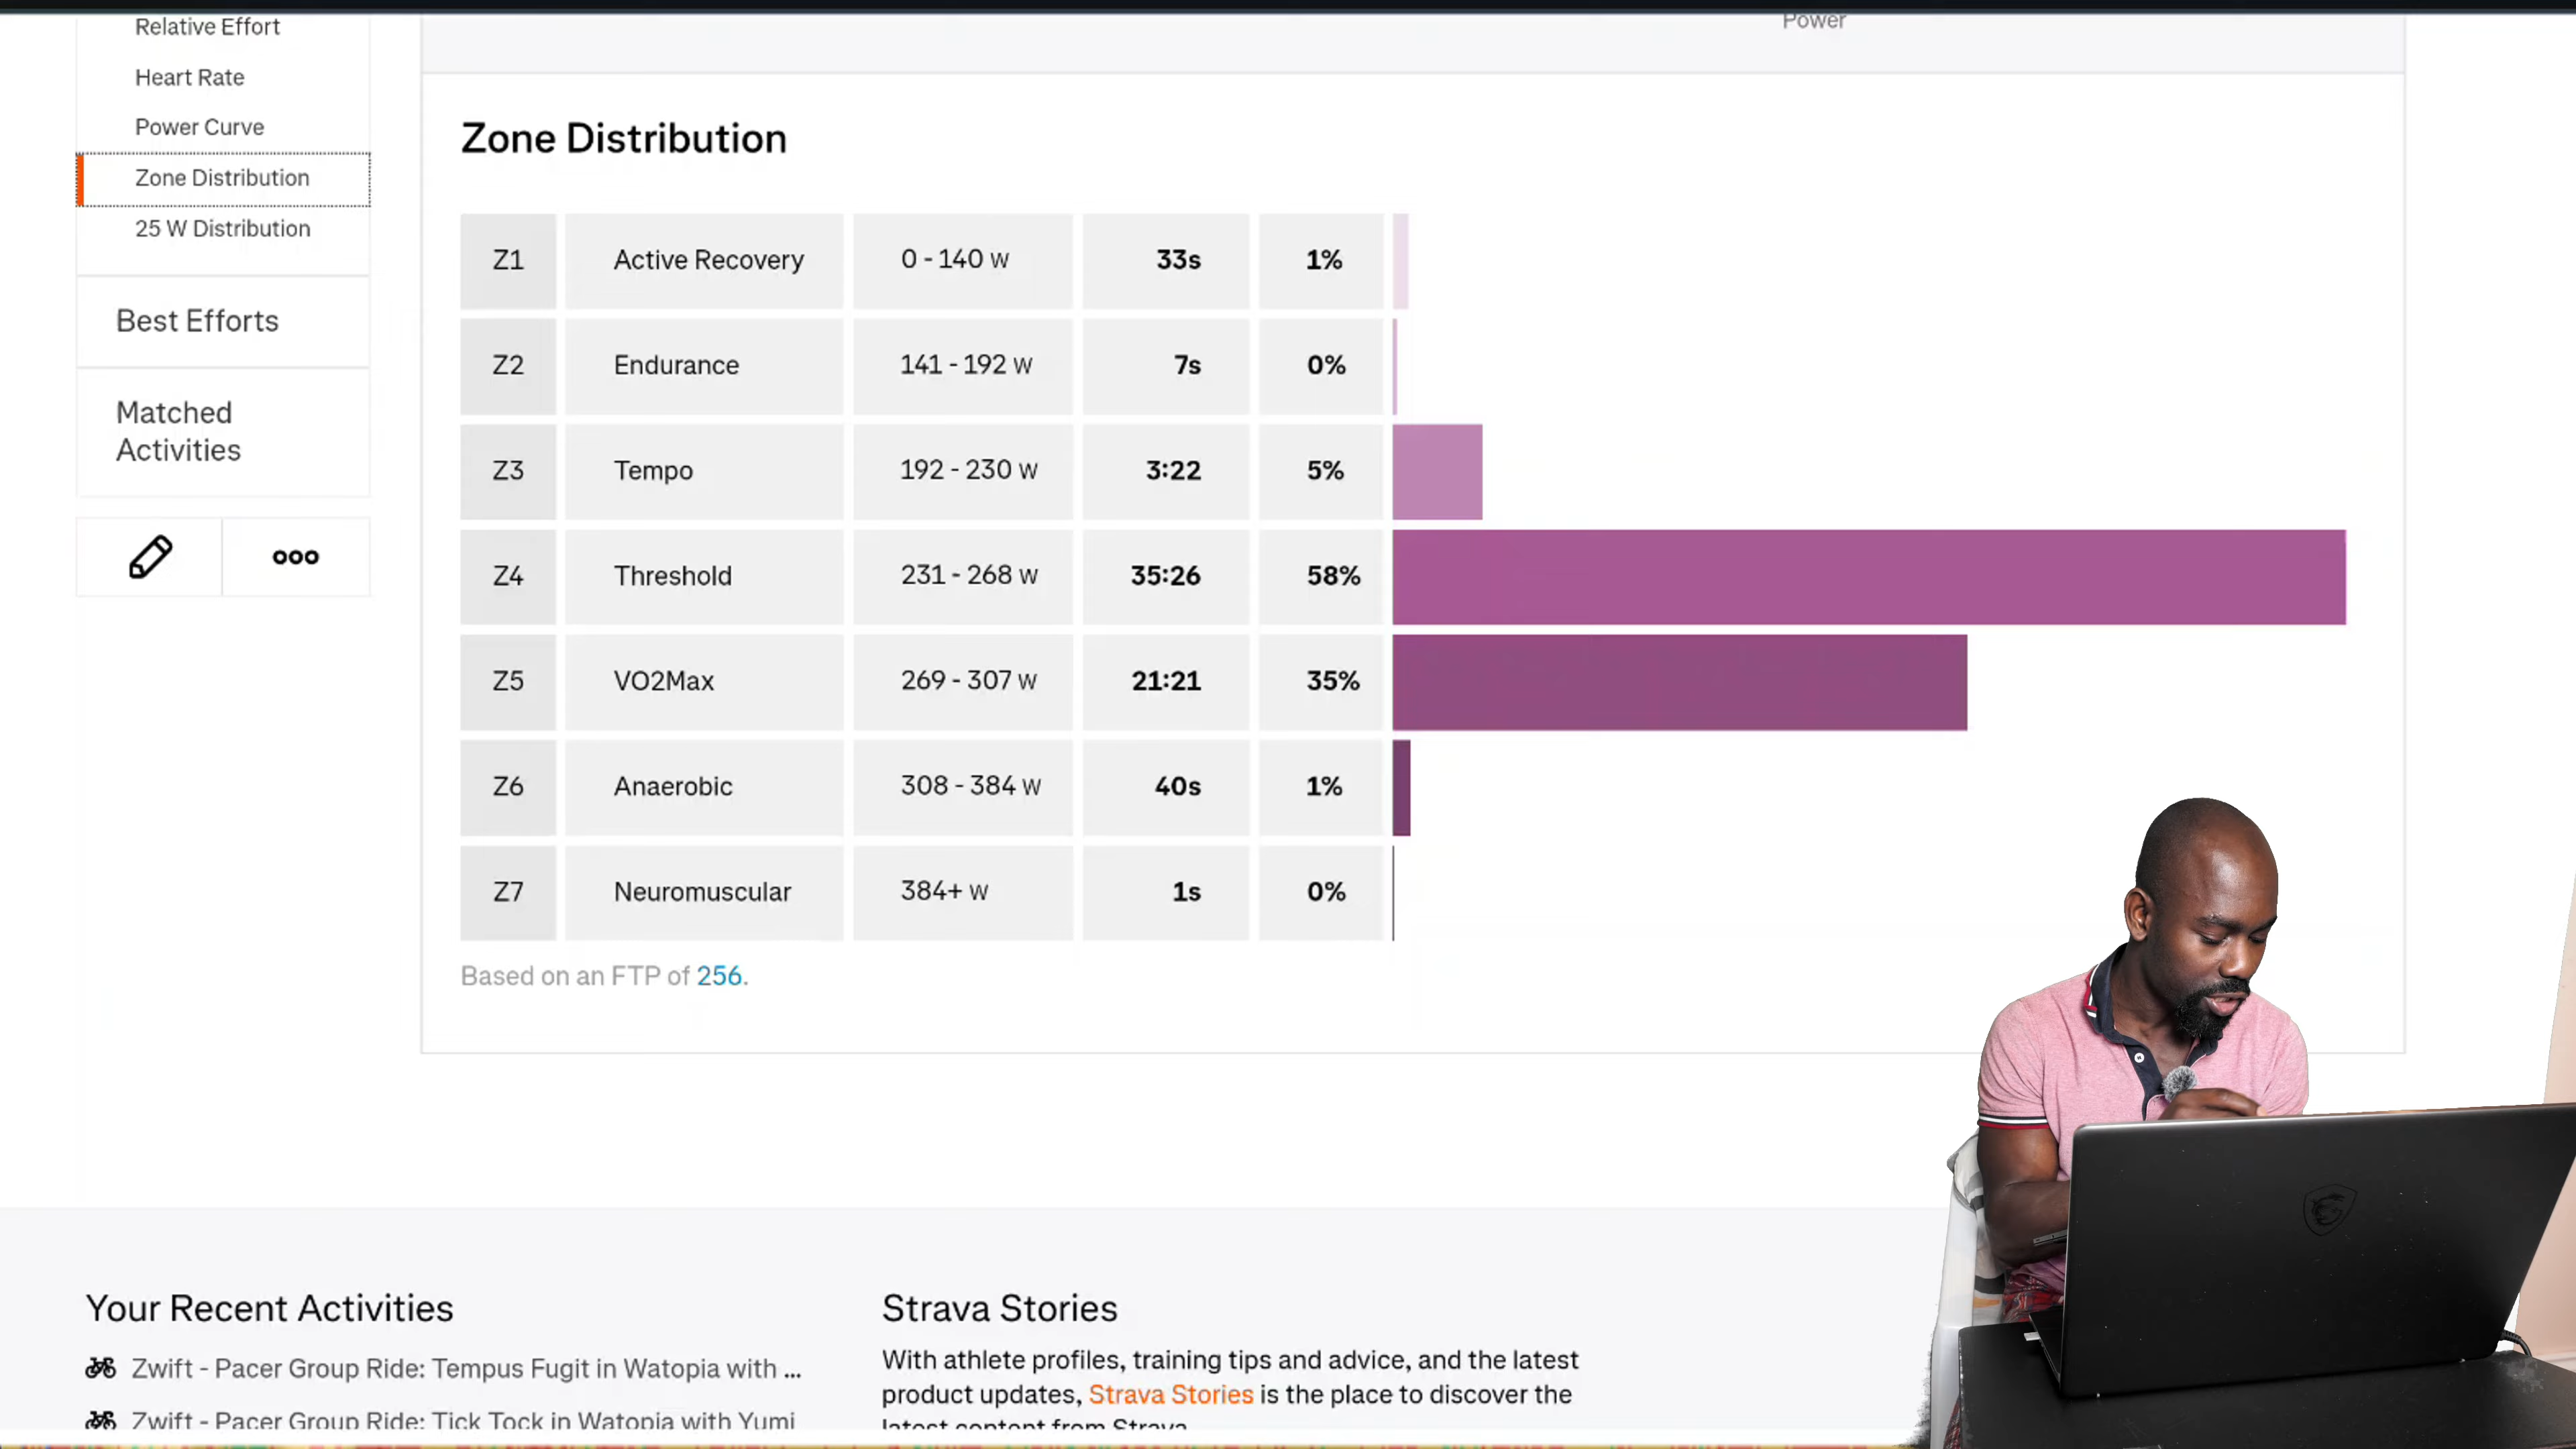 Relative Effort
Heart Rate
Power Curve
Zone Distribution
25 W Distribution
Best Efforts
Matched
Activities
Power
Zone Distribution
Z1 Active Recovery 0 - 140 W 33s 1%
Z2 Endurance 141 - 192 W 7s 0%
Z3 Tempo 192 - 230 W 3:22 5%
Z4 Threshold 231 - 268 W 35:26 58%
Z5 VO2Max 269 - 307 W 21:21 35%
Z6 Anaerobic 308 - 384 W 40s 1%
Z7 Neuromuscular 384+ W 1s 0%
Based on an FTP of 256.
Your Recent Activities
Zwift - Pacer Group Ride: Tempus Fugit in Watopia with ...
Zwift - Pacer Group Ride: Tick Tock in Watopia with Yumi
Strava Stories
With athlete profiles, training tips and advice, and the latest
product updates, Strava Stories is the place to discover the
latest content from Strava